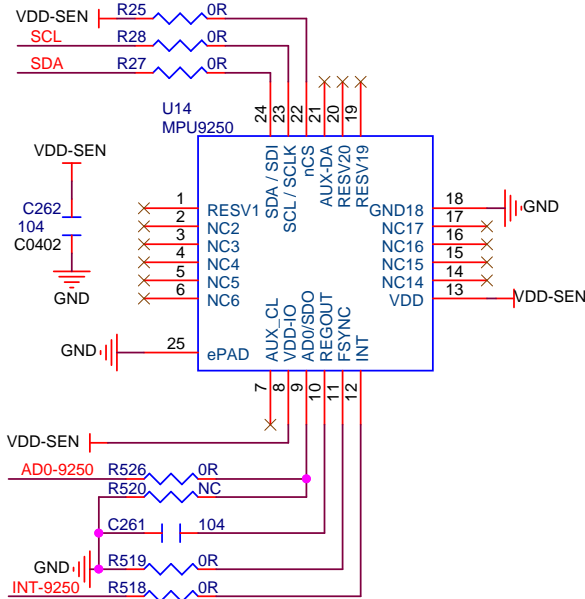 VDD-SEN R25 0R
SCL R28 0R
SDA R27 0R
U14
MPU9250
24 23 22 21 20 19
SDA / SDI
SCL / SCLK
nCS
AUX-DA
RESV20
RESV19
VDD-SEN
C262
104
C0402
GND
1 RESV1
2 NC2
3 NC3
4 NC4
5 NC5
6 NC6
GND 25 ePAD
GND18 18 GND
NC17 17
NC16 16
NC15 15
NC14 14
VDD 13 VDD-SEN
AUX_CL
VDD-IO
AD0/SDO
REGOUT
FSYNC
INT
7 8 9 10 11 12
VDD-SEN
AD0-9250 R526 0R
R520 NC
C261 104
GND R519 0R
INT-9250 R518 0R